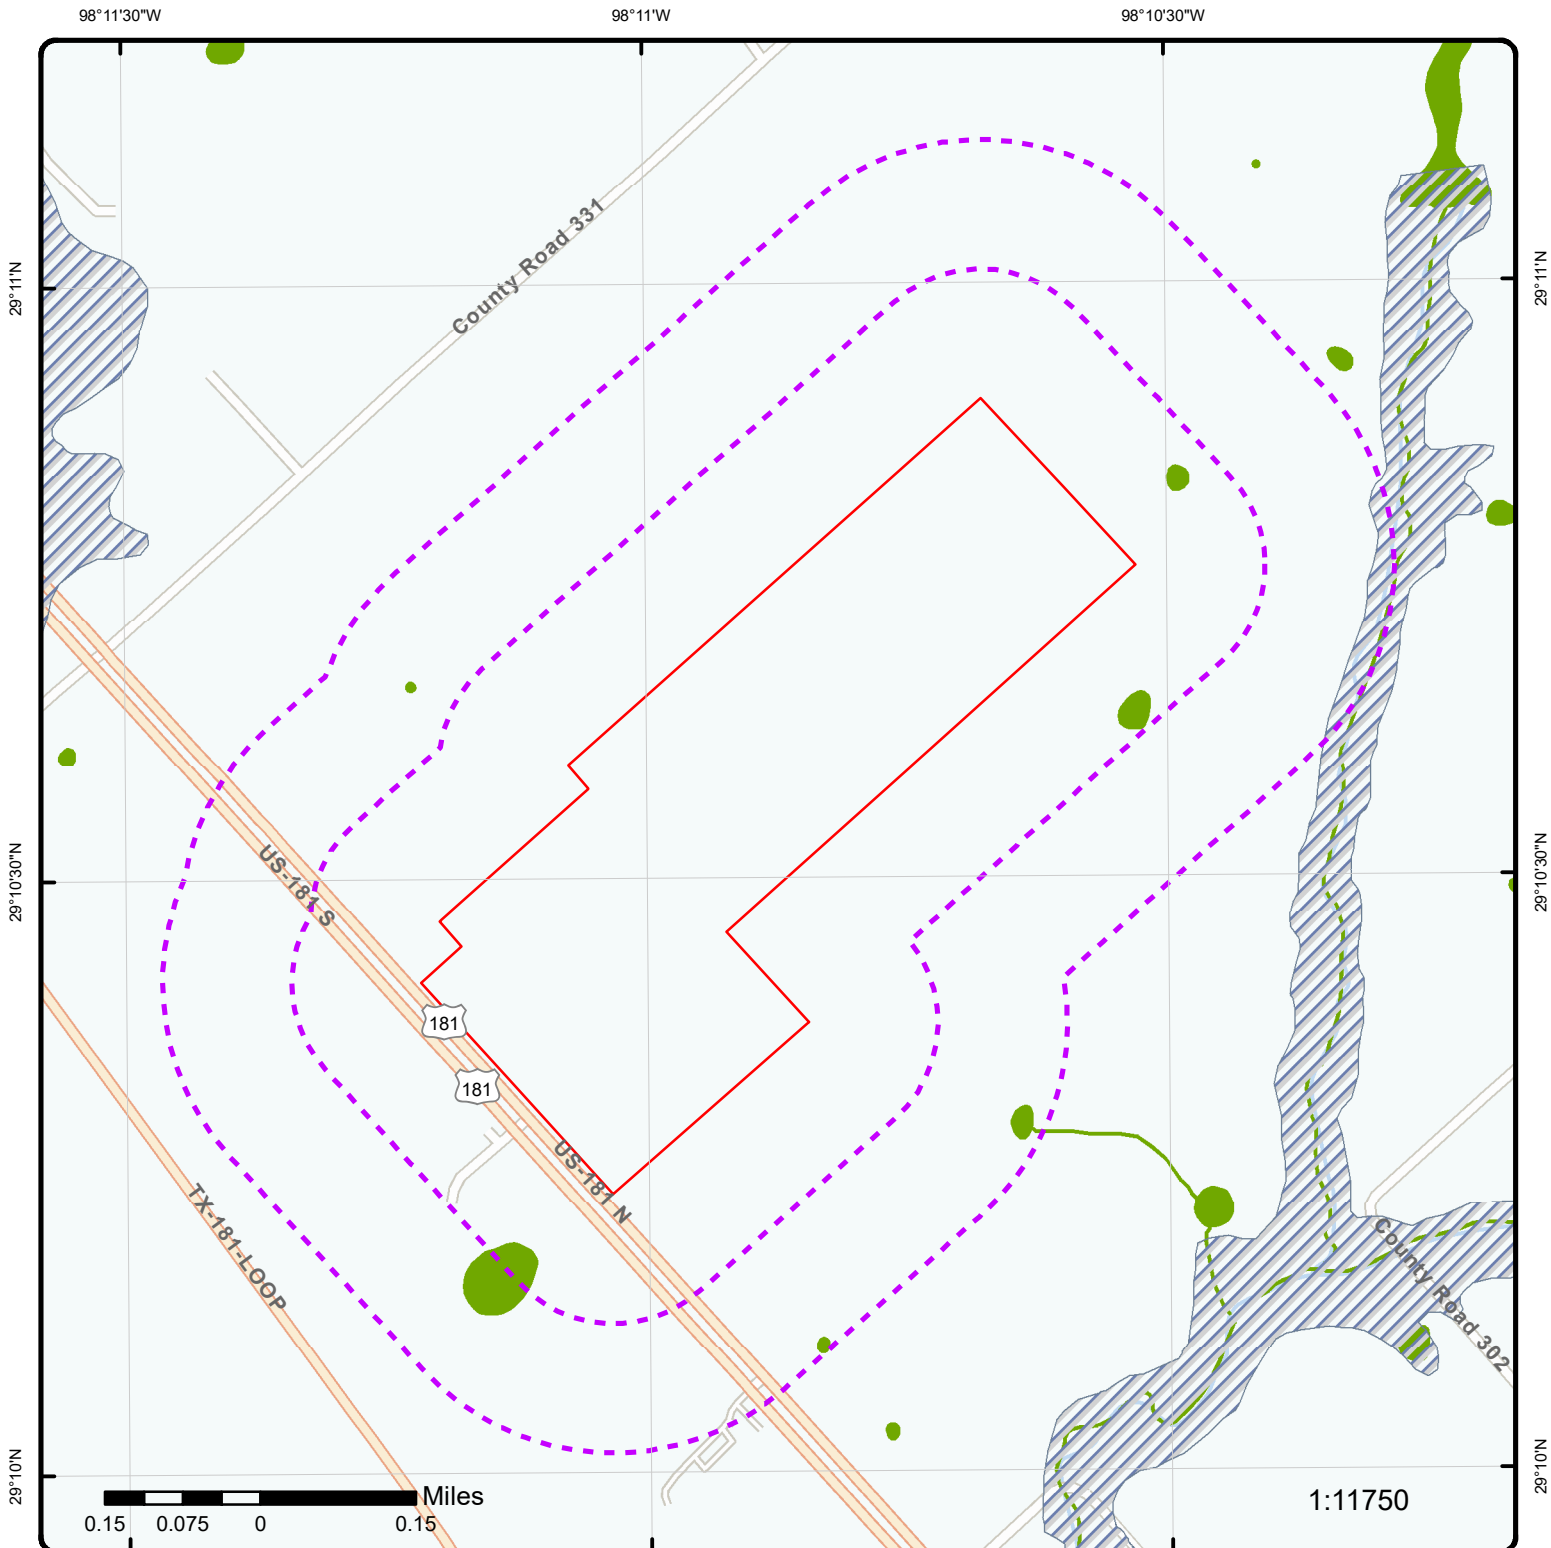 98°11'30"W
98°11'W
98°10'30"W
29°11'N
29°11'N
County Road 331
29°10'30"N
29°10'30"N
US-181 S
181
181
US-181 N
TX-181-LOOP
County Road 302
29°10'N
29°10'N
Miles
0.15 0.075 0 0.15
1:11750